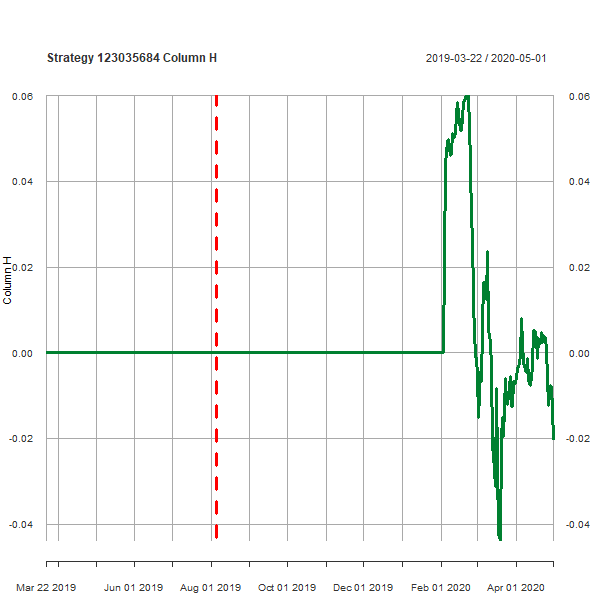 Strategy 123035684 Column H 2019-03-22 / 2020-05-01
0.06 0.06
0.04 0.04
0.02 0.02
Column H
0.00 0.00
-0.02 -0.02
-0.04 -0.04
Mar 22 2019 Jun 01 2019 Aug 01 2019 Oct 01 2019 Dec 01 2019 Feb 01 2020 Apr 01 2020